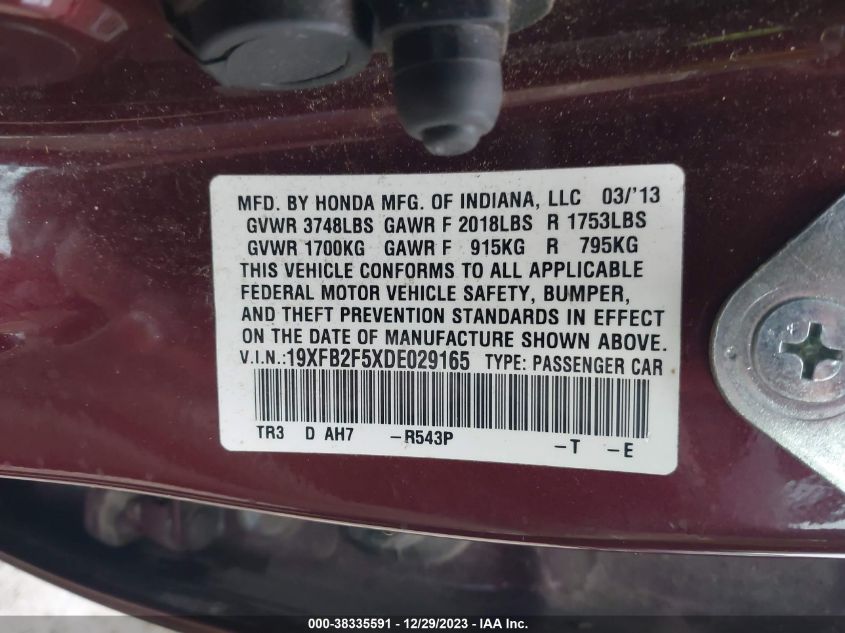 MFD. BY HONDA MFG. OF INDIANA, LLC 03/'13
GVWR 3748LBS GAWR F 2018LBS R 1753LBS
GVWR 1700KG GAWR F 915KG R 795KG
THIS VEHICLE CONFORMS TO ALL APPLICABLE
FEDERAL MOTOR VEHICLE SAFETY, BUMPER,
AND THEFT PREVENTION STANDARDS IN EFFECT
ON THE DATE OF MANUFACTURE SHOWN ABOVE.
V.I.N.:19XFB2F5XDE029165 TYPE: PASSENGER CAR
TR3 D AH7 -R543P -T -E
000-38335591 - 12/29/2023 - IAA Inc.